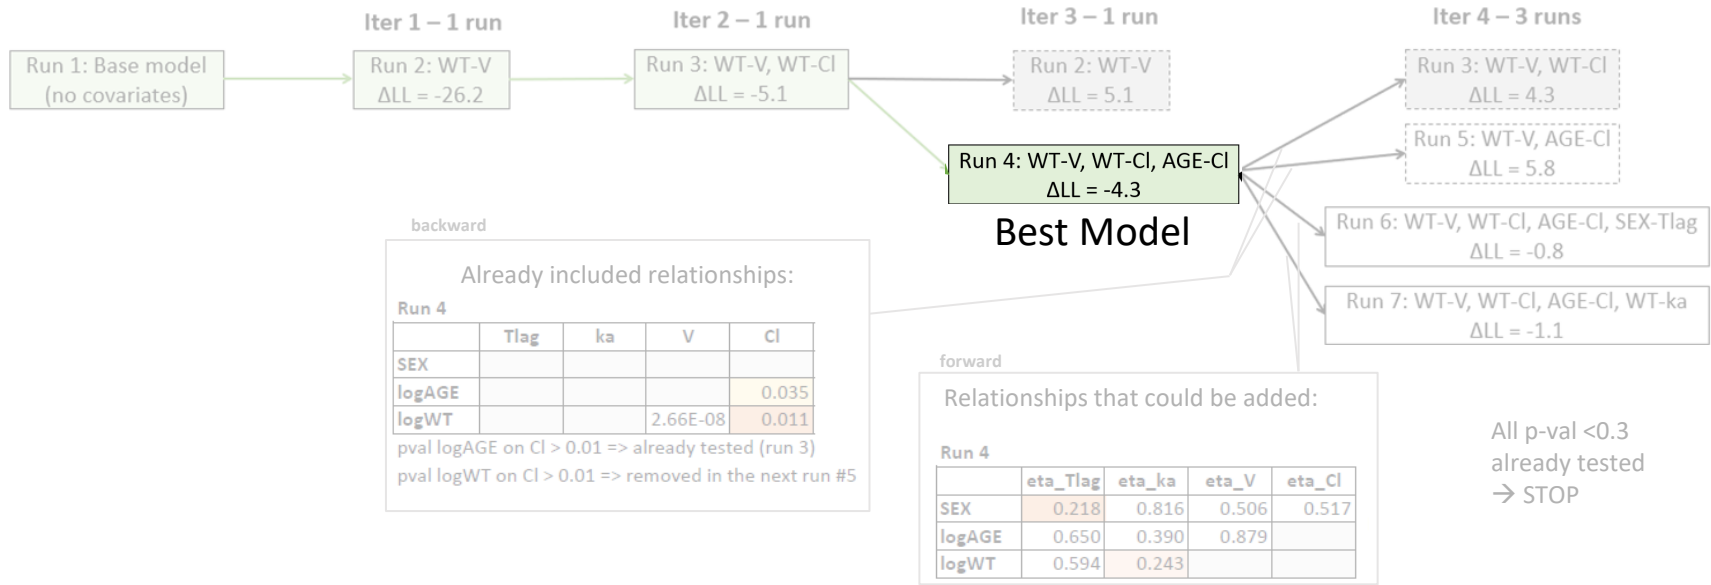 Iter 1 – 1 run
Iter 2 – 1 run
Iter 3 – 1 run
Iter 4 – 3 runs
Run 1: Base model
(no covariates)
Run 2: WT-V
ΔLL = -26.2
Run 3: WT-V, WT-Cl
ΔLL = -5.1
Run 2: WT-V
ΔLL = 5.1
Run 3: WT-V, WT-Cl
ΔLL = 4.3
Run 4: WT-V, WT-Cl, AGE-Cl
ΔLL = -4.3
Best Model
Run 5: WT-V, AGE-Cl
ΔLL = 5.8
Run 6: WT-V, WT-Cl, AGE-Cl, SEX-Tlag
ΔLL = -0.8
Run 7: WT-V, WT-Cl, AGE-Cl, WT-ka
ΔLL = -1.1
backward
Already included relationships:
Run 4
Tlag ka V Cl
SEX
logAGE 0.035
logWT 2.66E-08 0.011
pval logAGE on Cl > 0.01 => already tested (run 3)
pval logWT on Cl > 0.01 => removed in the next run #5
forward
Relationships that could be added:
Run 4
eta_Tlag eta_ka eta_V eta_Cl
SEX 0.218 0.816 0.506 0.517
logAGE 0.650 0.390 0.879
logWT 0.594 0.243
All p-val <0.3
already tested
→ STOP